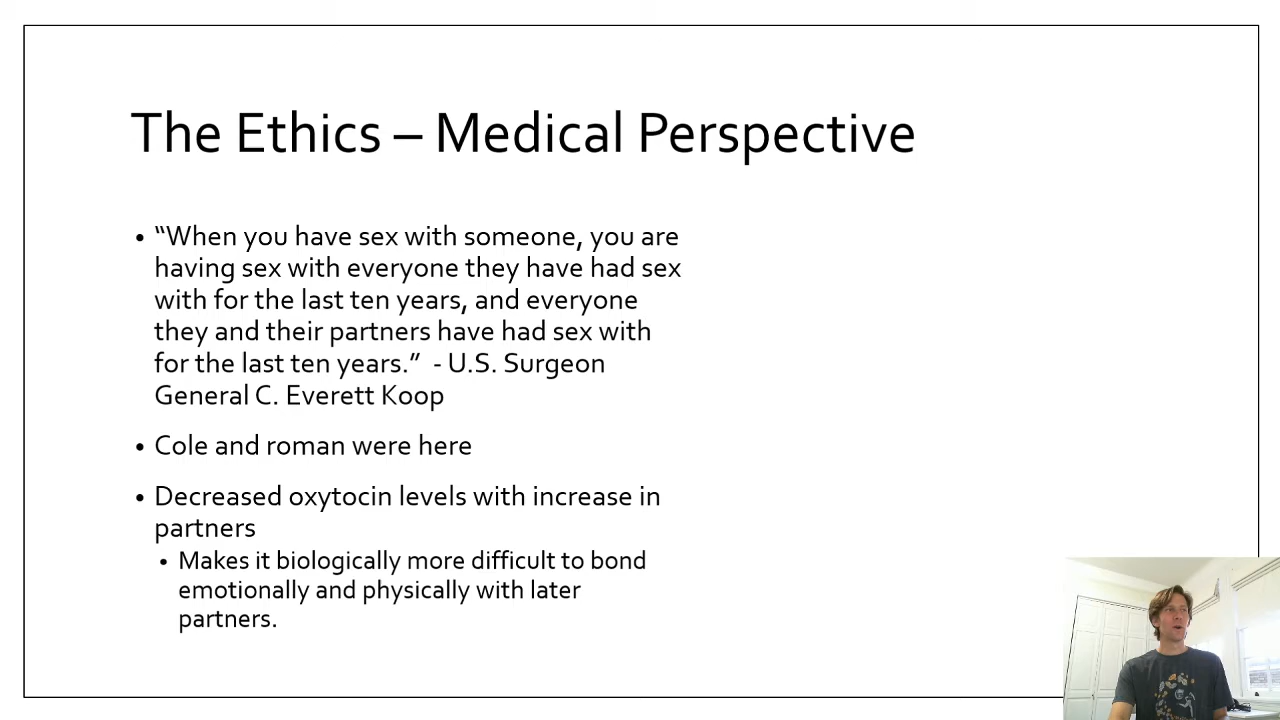 The Ethics – Medical Perspective
• “When you have sex with someone, you are
having sex with everyone they have had sex
with for the last ten years, and everyone
they and their partners have had sex with
for the last ten years.”  - U.S. Surgeon
General C. Everett Koop
• Cole and roman were here
• Decreased oxytocin levels with increase in
partners
• Makes it biologically more difficult to bond
emotionally and physically with later
partners.